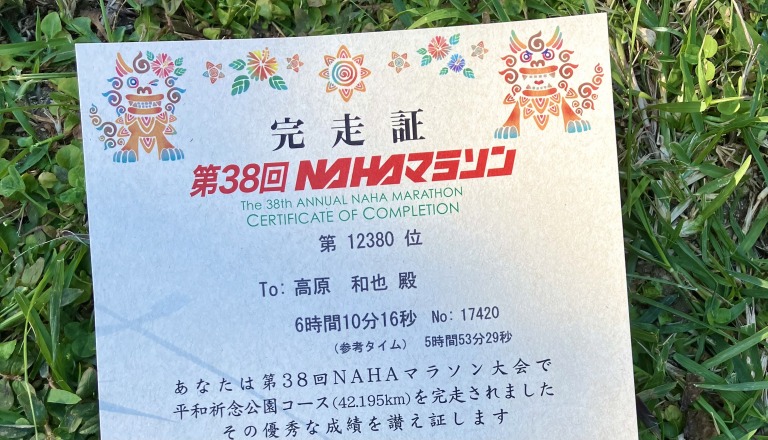 完走証
第38回 NAHAマラソン
The 38th ANNUAL NAHA MARATHON
CERTIFICATE OF COMPLETION
第 12380 位
To: 高原 和也 殿
6時間10分16秒 No: 17420
(参考タイム) 5時間53分29秒
あなたは第38回NAHAマラソン大会で
平和祈念公園コース(42.195km)を完走されました
その優秀な成績を讃え証します